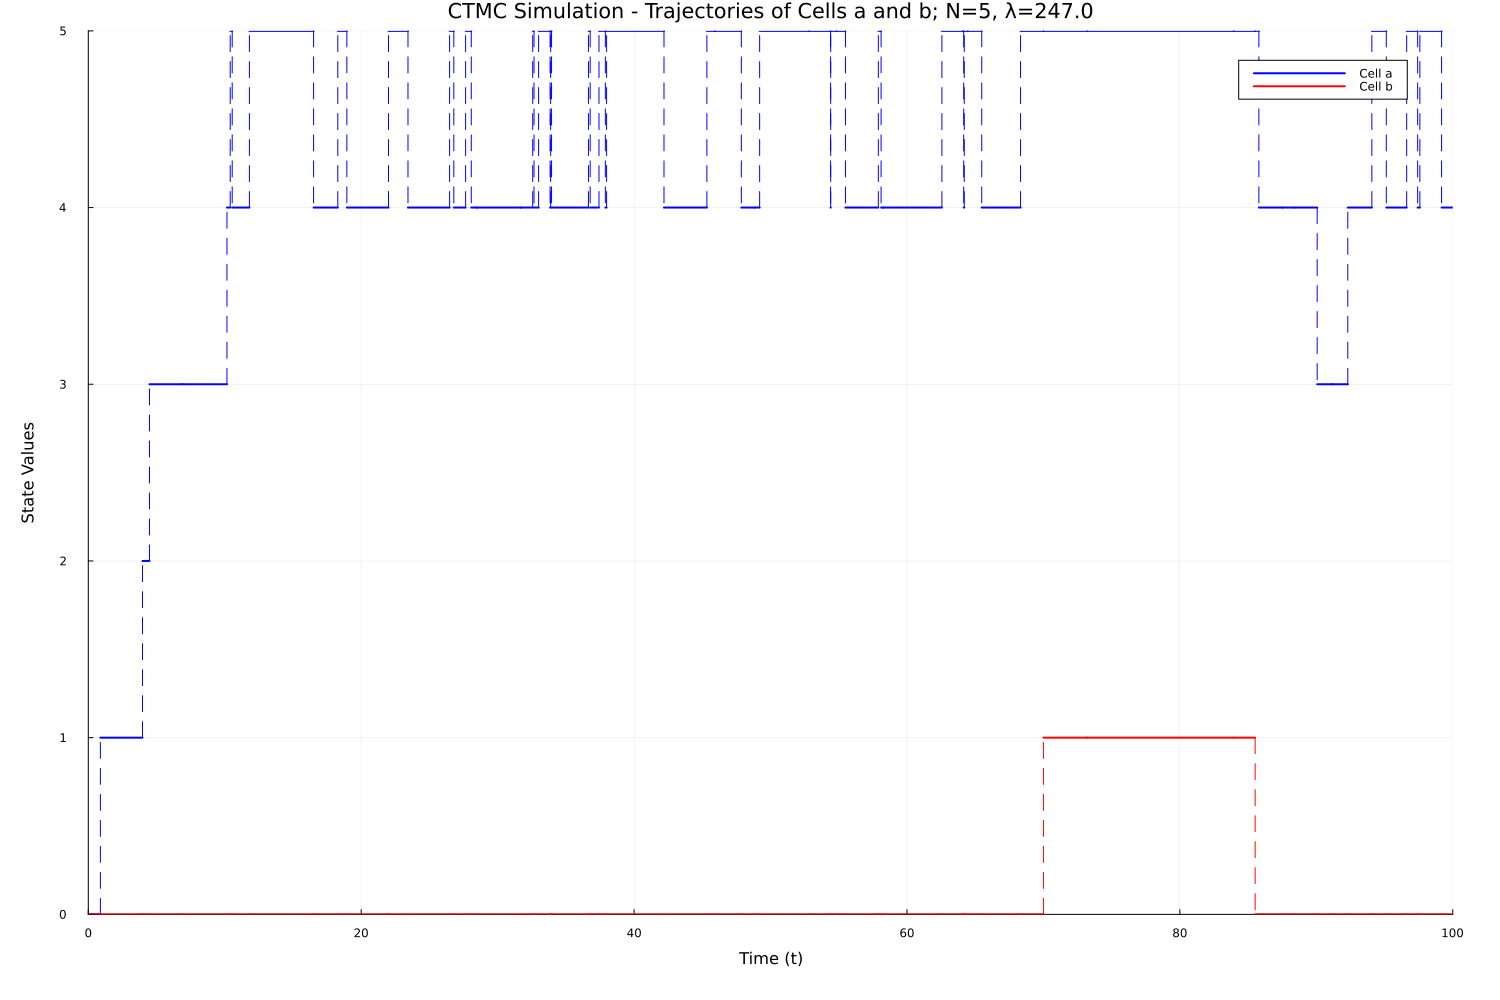 CTMC Simulation - Trajectories of Cells a and b; N=5, λ=247.0
5
Cell a
Cell b
4
3
State Values
2
1
0
0 20 40 60 80 100
Time (t)